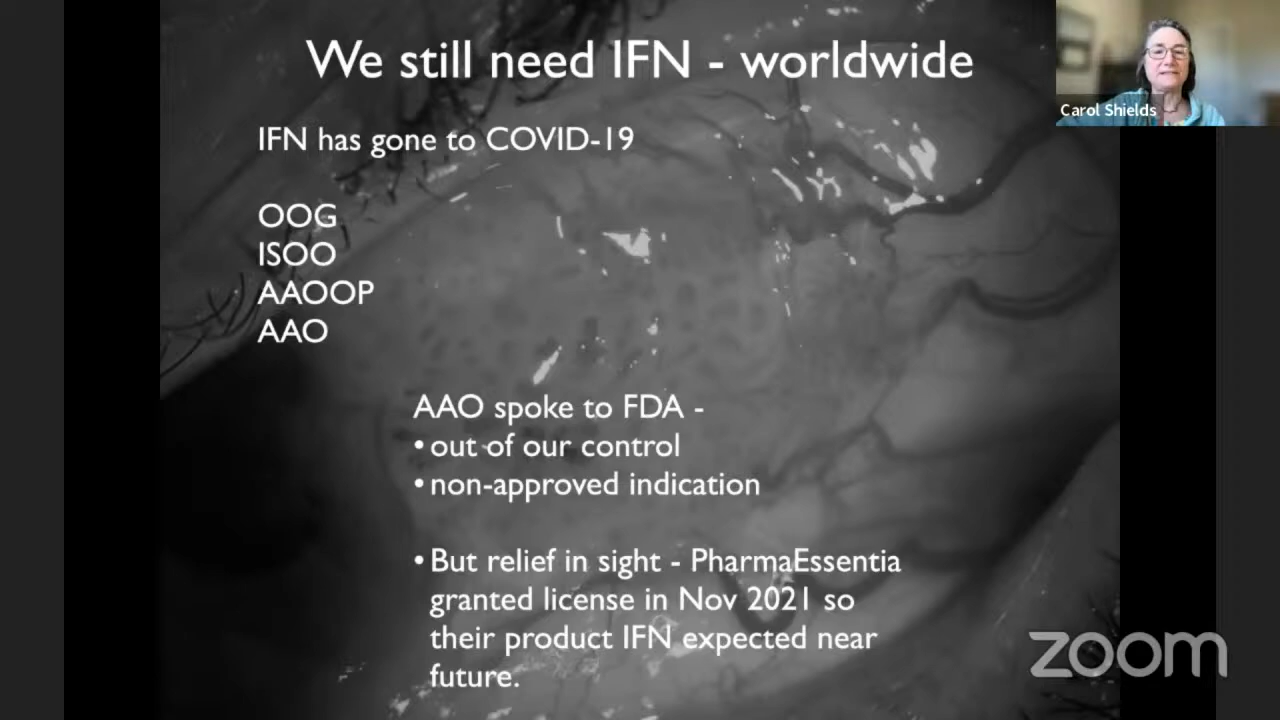 We still need IFN - worldwide
Carol Shields
IFN has gone to COVID-19
OOG
ISOO
AAOOP
AAO
AAO spoke to FDA -
• out of our control
• non-approved indication
• But relief in sight - PharmaEssentia
granted license in Nov 2021 so
their product IFN expected near
future.
zoom